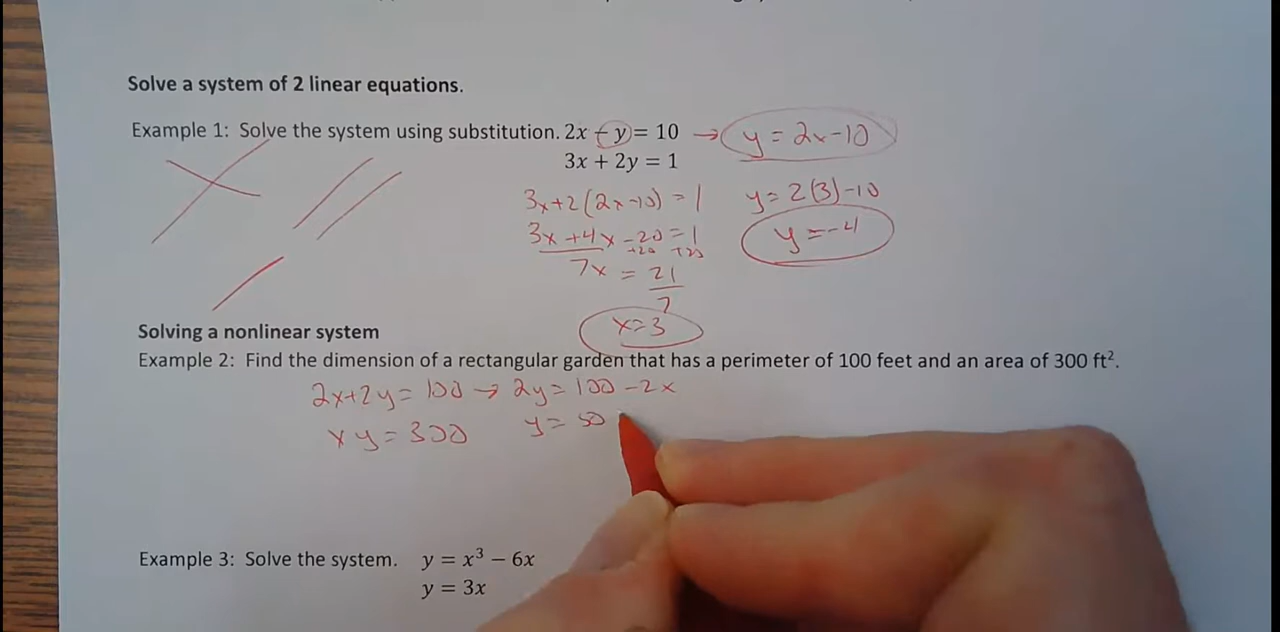 Solve a system of 2 linear equations.
Example 1: Solve the system using substitution. 2x − y = 10 → y = 2x-10
3x + 2y = 1
3x+2(2x-10) = 1
y = 2(3)-10
3x+4x-20=1
y=-4
+20 +20
7x = 21
7
x=3
Solving a nonlinear system
Example 2: Find the dimension of a rectangular garden that has a perimeter of 100 feet and an area of 300 ft².
2x+2y=100 → 2y=100-2x
xy=300
y=50
Example 3: Solve the system. y = x³ − 6x
y = 3x